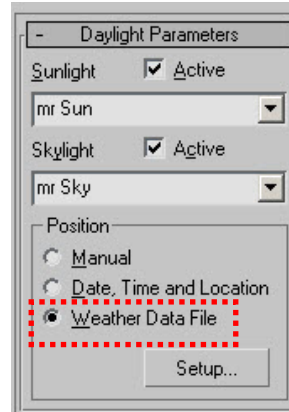 - Daylight Parameters
Sunlight Active
mr Sun
Skylight Active
mr Sky
Position
Manual
Date, Time and Location
Weather Data File
Setup...